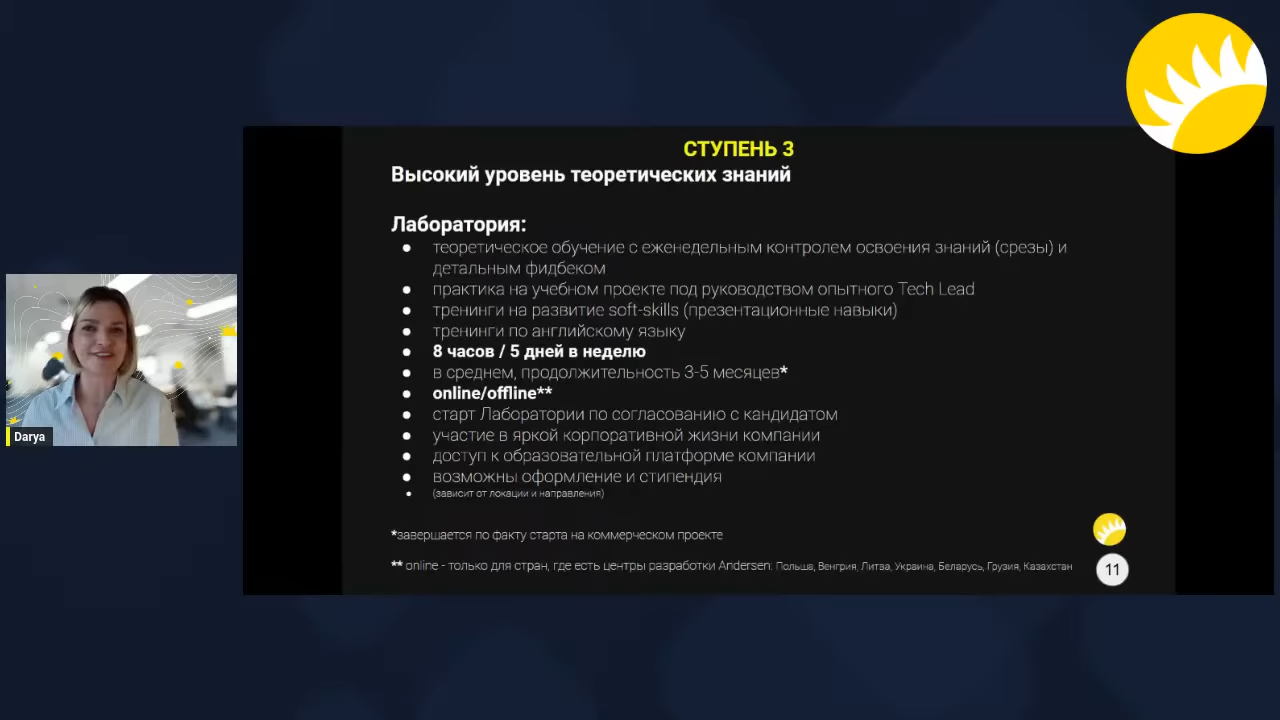 СТУПЕНЬ 3
Высокий уровень теоретических знаний
Лаборатория:
● теоретическое обучение с еженедельным контролем освоения знаний (срезы) и
детальным фидбеком
● практика на учебном проекте под руководством опытного Tech Lead
● тренинги на развитие soft-skills (презентационные навыки)
● тренинги по английскому языку
● 8 часов / 5 дней в неделю
● в среднем, продолжительность 3-5 месяцев*
● online/offline**
● старт Лаборатории по согласованию с кандидатом
● участие в яркой корпоративной жизни компании
● доступ к образовательной платформе компании
● возможны оформление и стипендия
● (зависит от локации и направления)
*завершается по факту старта на коммерческом проекте
** online - только для стран, где есть центры разработки Andersen: Польша, Венгрия, Литва, Украина, Беларусь, Грузия, Казахстан
11
Darya